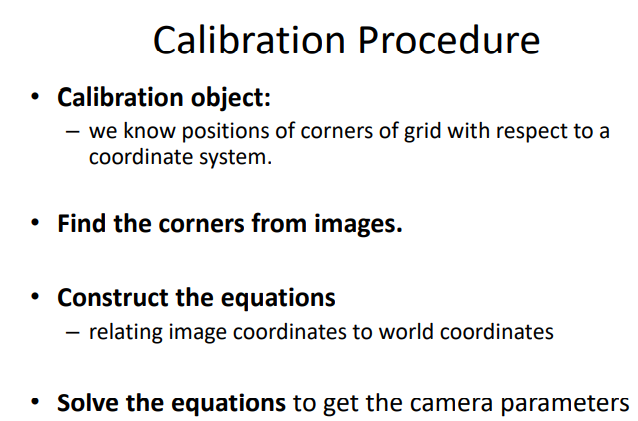 Calibration Procedure
• Calibration object:
– we know positions of corners of grid with respect to a
coordinate system.
• Find the corners from images.
• Construct the equations
– relating image coordinates to world coordinates
• Solve the equations to get the camera parameters